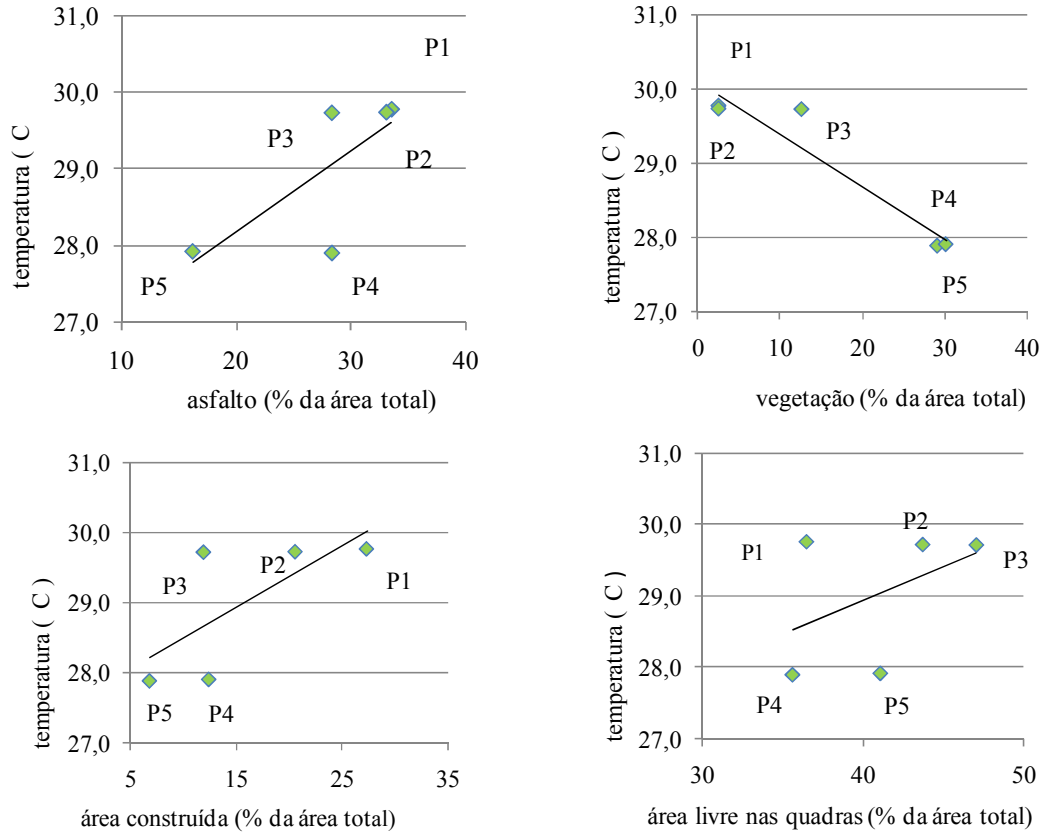 31,0
30,0
29,0
28,0
27,0
temperatura ( C
P1
P3
P2
P5
P4
10
20
30
40
asfalto (% da área total)
31,0
30,0
29,0
28,0
27,0
temperatura ( C )
P1
P2
P3
P4
P5
0
10
20
30
40
vegetação (% da área total)
31,0
30,0
29,0
28,0
27,0
temperatura ( C )
P3
P2
P1
P5
P4
5
15
25
35
área construída (% da área total)
31,0
30,0
29,0
28,0
27,0
temperatura ( C )
P1
P2
P3
P4
P5
30
40
50
área livre nas quadras (% da área total)